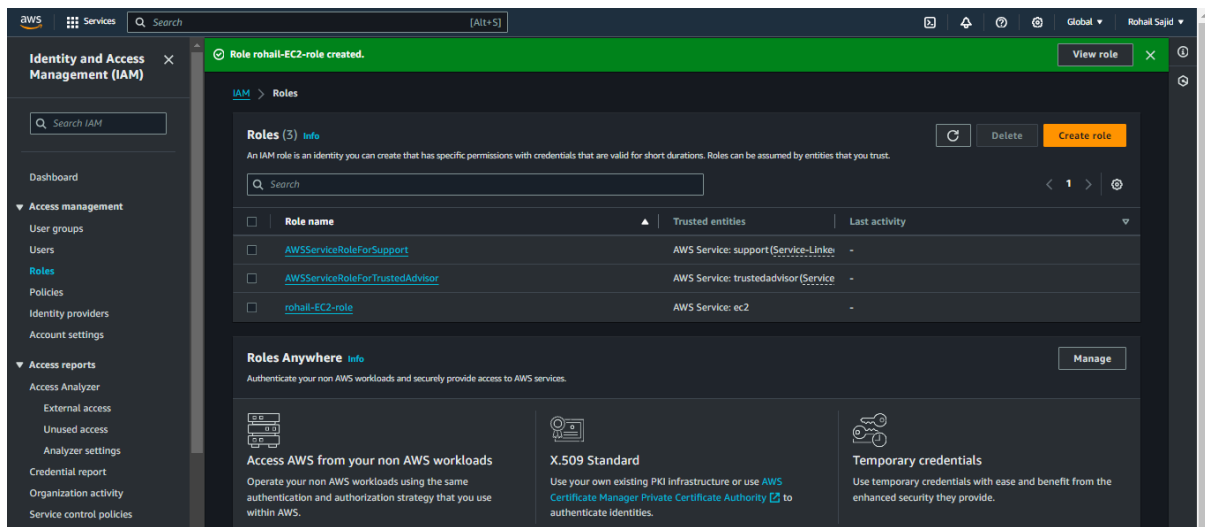 aws Services Search [Alt+S] Global Rohail Sajid
Identity and Access Management (IAM)
Search IAM
Dashboard
Access management
User groups
Users
Roles
Policies
Identity providers
Account settings
Access reports
Access Analyzer
External access
Unused access
Analyzer settings
Credential report
Organization activity
Service control policies
Role rohail-EC2-role created. View role
IAM > Roles
Roles (3) Info Delete Create role
An IAM role is an identity you can create that has specific permissions with credentials that are valid for short durations. Roles can be assumed by entities that you trust.
Search 1
Role name Trusted entities Last activity
AWSServiceRoleForSupport AWS Service: support (Service-Linke -
AWSServiceRoleForTrustedAdvisor AWS Service: trustedadvisor (Service -
rohail-EC2-role AWS Service: ec2 -
Roles Anywhere Info Manage
Authenticate your non AWS workloads and securely provide access to AWS services.
Access AWS from your non AWS workloads
Operate your non AWS workloads using the same
authentication and authorization strategy that you use
within AWS.
X.509 Standard
Use your own existing PKI infrastructure or use AWS
Certificate Manager Private Certificate Authority to
authenticate identities.
Temporary credentials
Use temporary credentials with ease and benefit from the
enhanced security they provide.